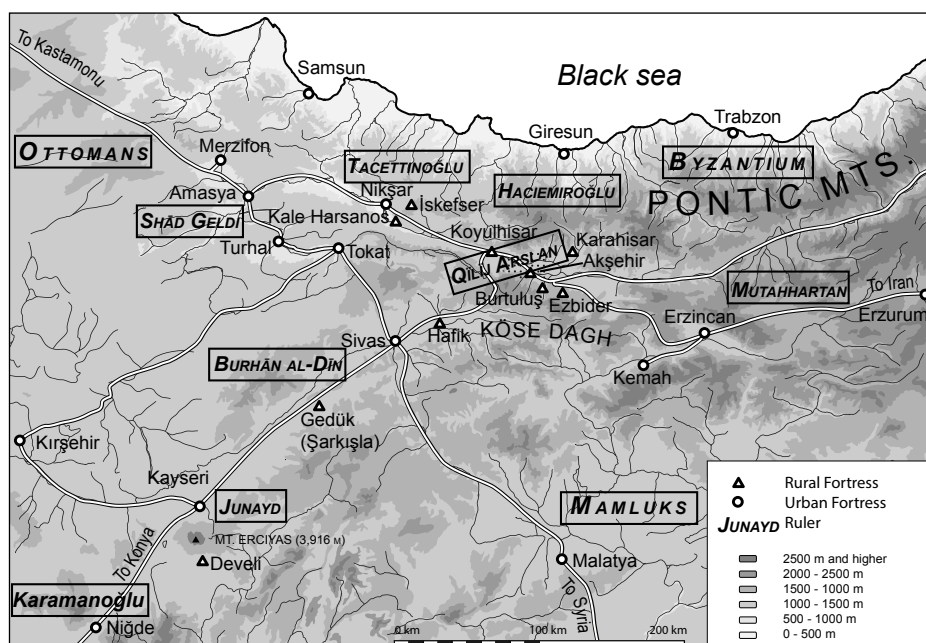 To Kastamonu
Samsun
Black sea
Trabzon
Giresun
Merzifon
OTTOMANS
TACETTINOĞLU
BYZANTIUM
PONTIC MTS.
HACIEMIROĞLU
Amasya
Nikşar
İskefser
SHĀD GELDİ
Kale Harsanos
Koyulhisar
Karahisar
Turhal
Tokat
QILIJ ARSLAN
Akşehir
Burtuluş
Ezbider
MUTAHHARTAN
To Iran
Erzincan
Erzurum
Sivas
Hafik
KÖSE DAGH
BURHĀN AL-DĪN
Kemah
Gedük
(Şarkışla)
Kırşehir
Kayseri
JUNAYD
MAMLUKS
MT. ERCIYAS (3,916 M)
To Konya
Develi
Malatya
To Syria
Karamanoğlu
Niğde
0 km
100 km
200 km
Rural Fortress
Urban Fortress
JUNAYD Ruler
2500 m and higher
2000 - 2500 m
1500 - 1000 m
1000 - 1500 m
500 - 1000 m
0 - 500 m